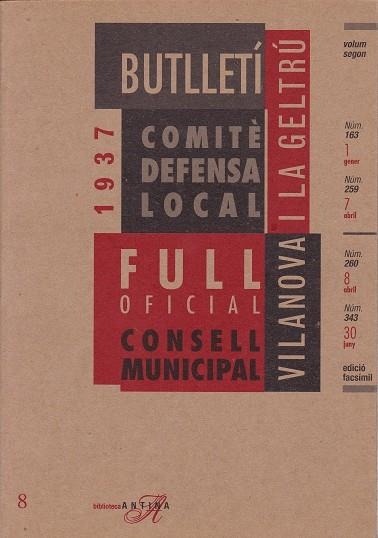 BUTLLETÍ
1937
COMITÈ
DEFENSA
LOCAL
FULL
OFICIAL
CONSELL
MUNICIPAL
VILANOVA I LA GELTRÚ
volum
segon
Núm.
163
1
gener
Núm.
259
7
abril
Núm.
260
8
abril
Núm.
343
30
juny
edició
facsímil
8
biblioteca ANTINA